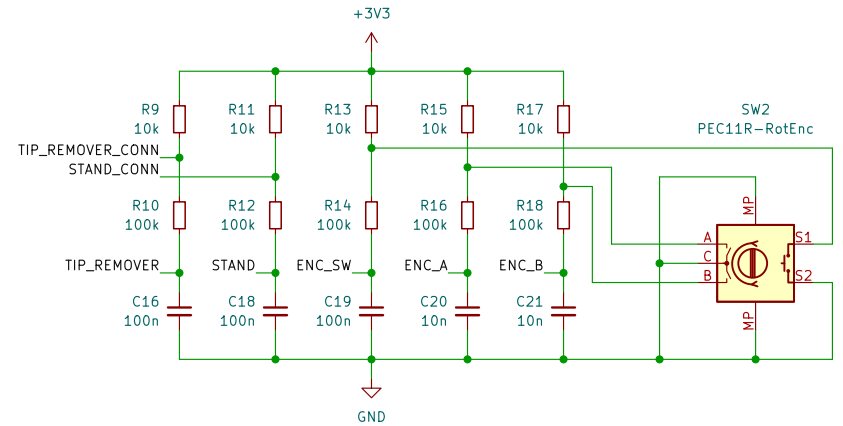 +3V3
R9
10k
R11
10k
R13
10k
R15
10k
R17
10k
SW2
PEC11R-RotEnc
TIP_REMOVER_CONN
STAND_CONN
R10
100k
R12
100k
R14
100k
R16
100k
R18
100k
MP
A
C
B
S1
S2
MP
TIP_REMOVER
STAND
ENC_SW
ENC_A
ENC_B
C16
100n
C18
100n
C19
100n
C20
10n
C21
10n
GND